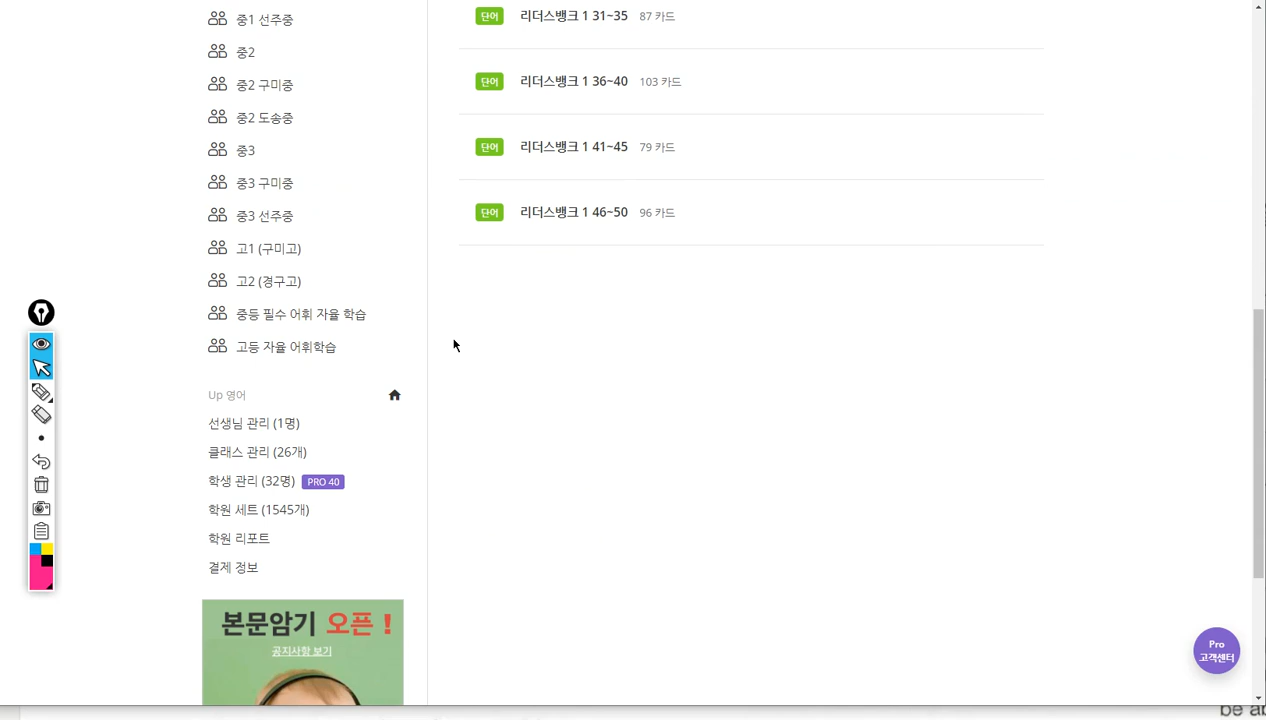 중1 선주중
중2
중2 구미중
중2 도송중
중3
중3 구미중
중3 선주중
고1 (구미고)
고2 (경구고)
중등 필수 어휘 자율 학습
고등 자율 어휘학습
Up 영어
선생님 관리 (1명)
클래스 관리 (26개)
학생 관리 (32명) PRO 40
학원 세트 (1545개)
학원 리포트
결제 정보
본문암기 오픈 !
공지사항 보기
단어 리더스뱅크 1 31~35 87 카드
단어 리더스뱅크 1 36~40 103 카드
단어 리더스뱅크 1 41~45 79 카드
단어 리더스뱅크 1 46~50 96 카드
Pro
고객센터